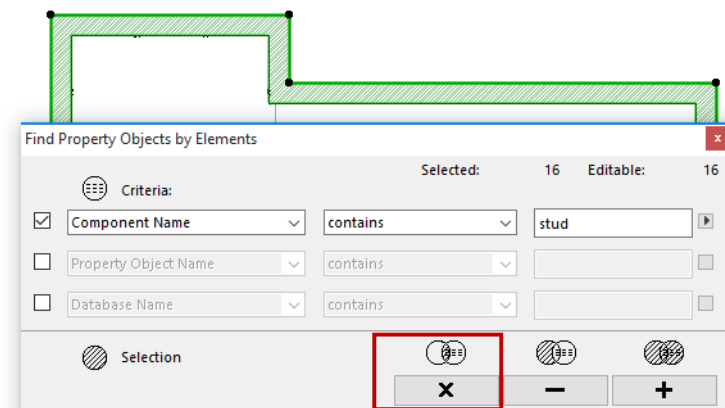 Find Property Objects by Elements
x
Selected: 16 Editable: 16
Criteria:
Component Name contains stud
Property Object Name contains
Database Name contains
Selection